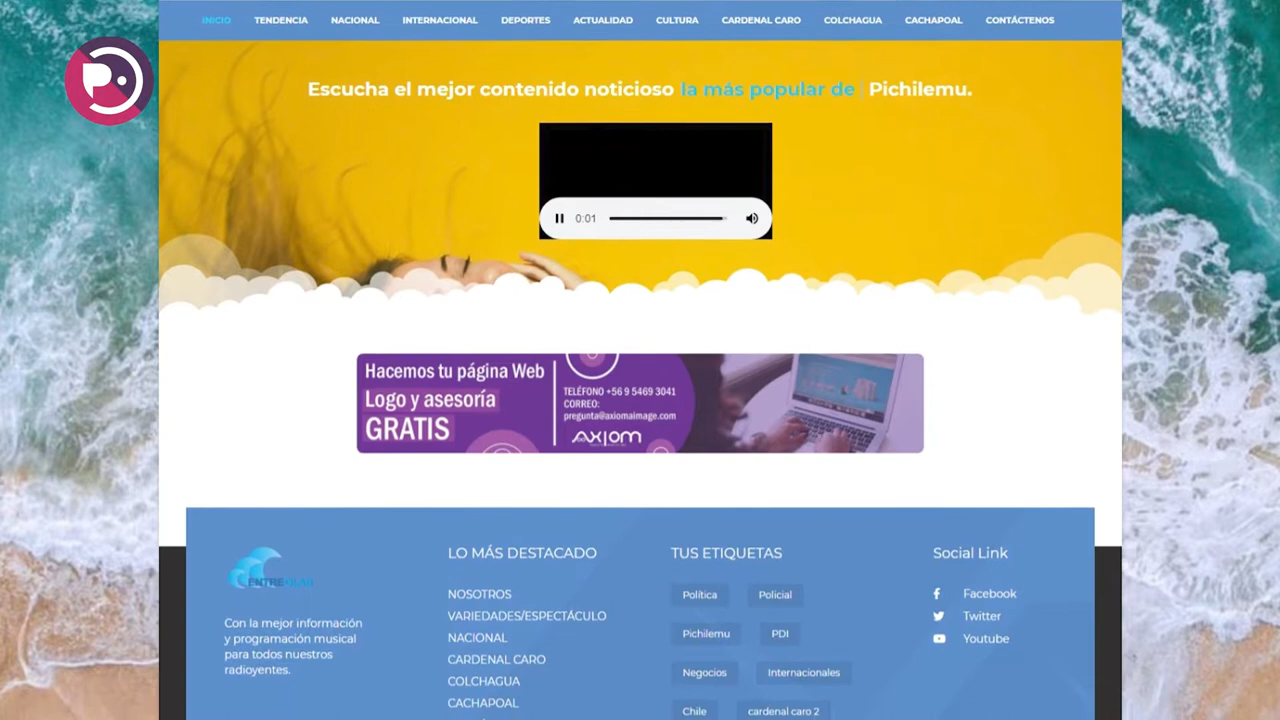 INICIO TENDENCIA NACIONAL INTERNACIONAL DEPORTES ACTUALIDAD CULTURA CARDENAL CARO COLCHAGUA CACHAPOAL CONTÁCTENOS
Escucha el mejor contenido noticioso la más popular de | Pichilemu.
0:01
Hacemos tu página Web
Logo y asesoría
GRATIS
TELÉFONO +56 9 5469 3041
CORREO:
pregunta@axiomaimage.com
AXIOM
ENTREOLAS
Con la mejor información
y programación musical
para todos nuestros
radioyentes.
LO MÁS DESTACADO
NOSOTROS
VARIEDADES/ESPECTÁCULO
NACIONAL
CARDENAL CARO
COLCHAGUA
CACHAPOAL
TUS ETIQUETAS
Política Policial
Pichilemu PDI
Negocios Internacionales
Chile cardenal caro 2
Social Link
Facebook
Twitter
Youtube